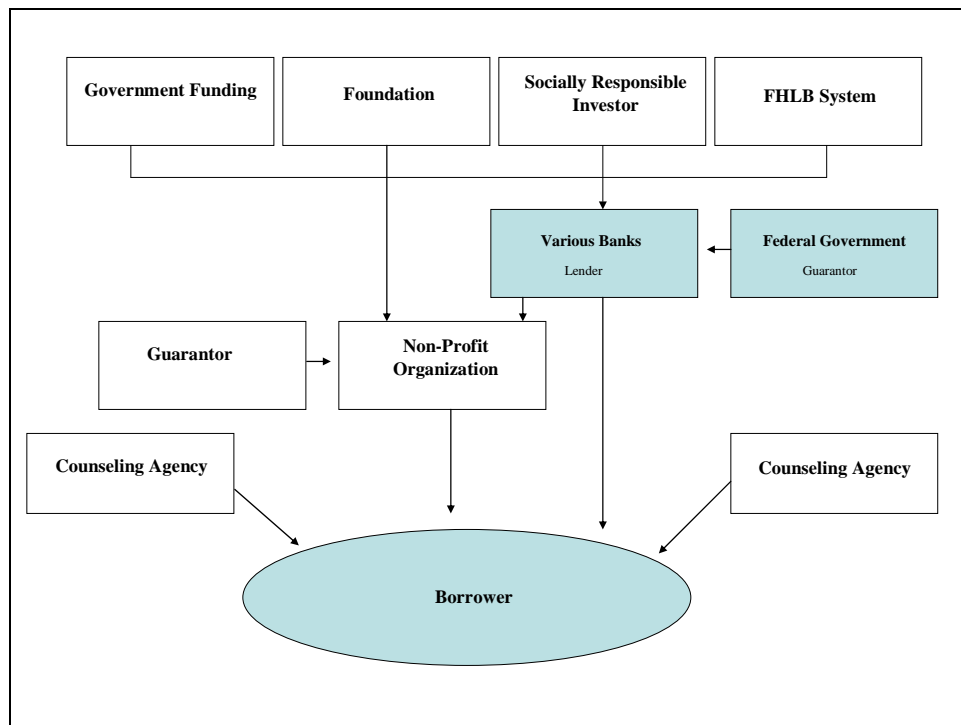 Government Funding
Foundation
Socially Responsible
Investor
FHLB System
Various Banks
Lender
Federal Government
Guarantor
Guarantor
Non-Profit
Organization
Counseling Agency
Counseling Agency
Borrower